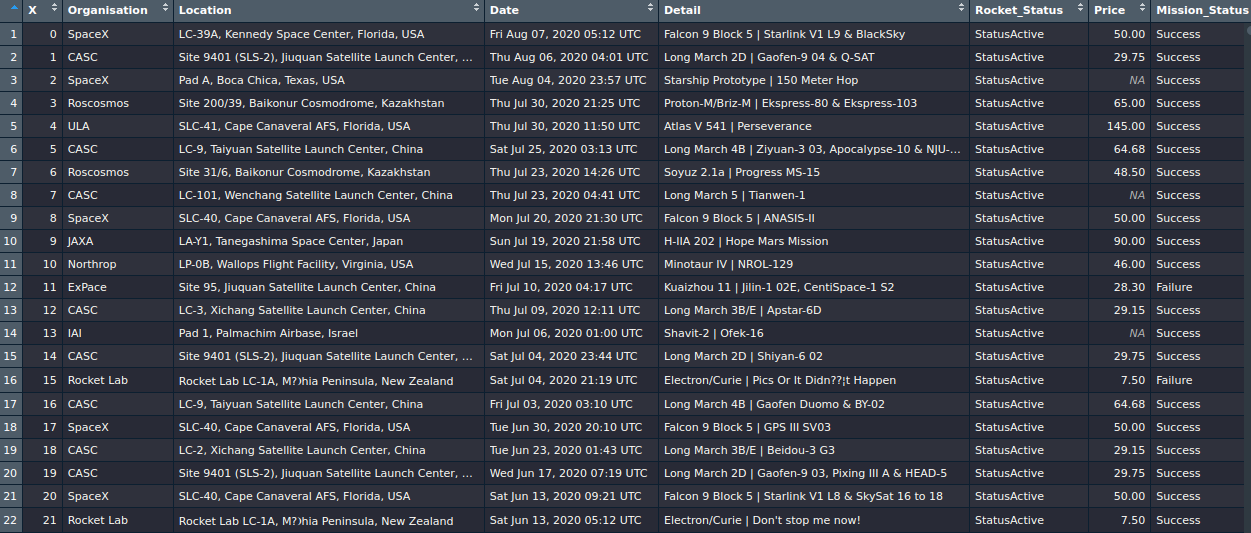 X Organisation Location Date Detail Rocket_Status Price Mission_Status
1 0 SpaceX LC-39A, Kennedy Space Center, Florida, USA Fri Aug 07, 2020 05:12 UTC Falcon 9 Block 5 | Starlink V1 L9 & BlackSky StatusActive 50.00 Success
2 1 CASC Site 9401 (SLS-2), Jiuquan Satellite Launch Center, ... Thu Aug 06, 2020 04:01 UTC Long March 2D | Gaofen-9 04 & Q-SAT StatusActive 29.75 Success
3 2 SpaceX Pad A, Boca Chica, Texas, USA Tue Aug 04, 2020 23:57 UTC Starship Prototype | 150 Meter Hop StatusActive NA Success
4 3 Roscosmos Site 200/39, Baikonur Cosmodrome, Kazakhstan Thu Jul 30, 2020 21:25 UTC Proton-M/Briz-M | Ekspress-80 & Ekspress-103 StatusActive 65.00 Success
5 4 ULA SLC-41, Cape Canaveral AFS, Florida, USA Thu Jul 30, 2020 11:50 UTC Atlas V 541 | Perseverance StatusActive 145.00 Success
6 5 CASC LC-9, Taiyuan Satellite Launch Center, China Sat Jul 25, 2020 03:13 UTC Long March 4B | Ziyuan-3 03, Apocalypse-10 & NJU-... StatusActive 64.68 Success
7 6 Roscosmos Site 31/6, Baikonur Cosmodrome, Kazakhstan Thu Jul 23, 2020 14:26 UTC Soyuz 2.1a | Progress MS-15 StatusActive 48.50 Success
8 7 CASC LC-101, Wenchang Satellite Launch Center, China Thu Jul 23, 2020 04:41 UTC Long March 5 | Tianwen-1 StatusActive NA Success
9 8 SpaceX SLC-40, Cape Canaveral AFS, Florida, USA Mon Jul 20, 2020 21:30 UTC Falcon 9 Block 5 | ANASIS-II StatusActive 50.00 Success
10 9 JAXA LA-Y1, Tanegashima Space Center, Japan Sun Jul 19, 2020 21:58 UTC H-IIA 202 | Hope Mars Mission StatusActive 90.00 Success
11 10 Northrop LP-0B, Wallops Flight Facility, Virginia, USA Wed Jul 15, 2020 13:46 UTC Minotaur IV | NROL-129 StatusActive 46.00 Success
12 11 ExPace Site 95, Jiuquan Satellite Launch Center, China Fri Jul 10, 2020 04:17 UTC Kuaizhou 11 | Jilin-1 02E, CentiSpace-1 S2 StatusActive 28.30 Failure
13 12 CASC LC-3, Xichang Satellite Launch Center, China Thu Jul 09, 2020 12:11 UTC Long March 3B/E | Apstar-6D StatusActive 29.15 Success
14 13 IAI Pad 1, Palmachim Airbase, Israel Mon Jul 06, 2020 01:00 UTC Shavit-2 | Ofek-16 StatusActive NA Success
15 14 CASC Site 9401 (SLS-2), Jiuquan Satellite Launch Center, ... Sat Jul 04, 2020 23:44 UTC Long March 2D | Shiyan-6 02 StatusActive 29.75 Success
16 15 Rocket Lab Rocket Lab LC-1A, M?)hia Peninsula, New Zealand Sat Jul 04, 2020 21:19 UTC Electron/Curie | Pics Or It Didn??¦t Happen StatusActive 7.50 Failure
17 16 CASC LC-9, Taiyuan Satellite Launch Center, China Fri Jul 03, 2020 03:10 UTC Long March 4B | Gaofen Duomo & BY-02 StatusActive 64.68 Success
18 17 SpaceX SLC-40, Cape Canaveral AFS, Florida, USA Tue Jun 30, 2020 20:10 UTC Falcon 9 Block 5 | GPS III SV03 StatusActive 50.00 Success
19 18 CASC LC-2, Xichang Satellite Launch Center, China Tue Jun 23, 2020 01:43 UTC Long March 3B/E | Beidou-3 G3 StatusActive 29.15 Success
20 19 CASC Site 9401 (SLS-2), Jiuquan Satellite Launch Center, ... Wed Jun 17, 2020 07:19 UTC Long March 2D | Gaofen-9 03, Pixing III A & HEAD-5 StatusActive 29.75 Success
21 20 SpaceX SLC-40, Cape Canaveral AFS, Florida, USA Sat Jun 13, 2020 09:21 UTC Falcon 9 Block 5 | Starlink V1 L8 & SkySat 16 to 18 StatusActive 50.00 Success
22 21 Rocket Lab Rocket Lab LC-1A, M?)hia Peninsula, New Zealand Sat Jun 13, 2020 05:12 UTC Electron/Curie | Don't stop me now! StatusActive 7.50 Success